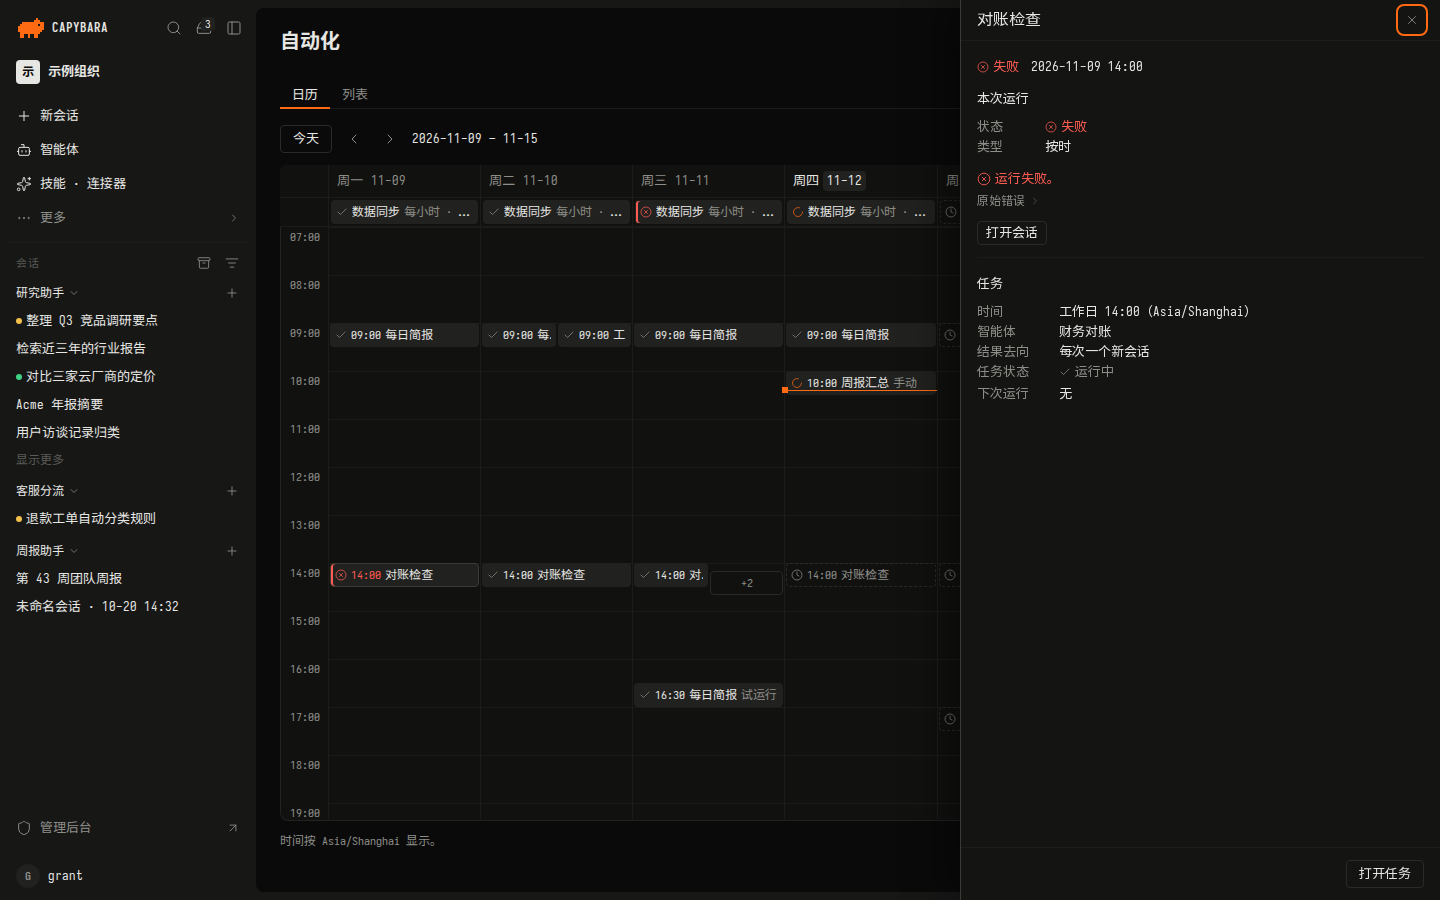 CAPYBARA
3
示 示例组织
新会话
智能体
技能 · 连接器
更多
会话
研究助手
整理 Q3 竞品调研要点
检索近三年的行业报告
对比三家云厂商的定价
Acme 年报摘要
用户访谈记录归类
显示更多
客服分流
退款工单自动分类规则
周报助手
第 43 周团队周报
未命名会话 · 10-20 14:32
管理后台
G grant
自动化
日历 列表
今天 2026-11-09 – 11-15
周一 11-09 周二 11-10 周三 11-11 周四 11-12 周
数据同步 每小时 · … 数据同步 每小时 · … 数据同步 每小时 · … 数据同步 每小时 · …
07:00
08:00
09:00 09:00 每日简报 09:00 每. 09:00 工 09:00 每日简报 09:00 每日简报
10:00 10:00 周报汇总 手动
11:00
12:00
13:00
14:00 14:00 对账检查 14:00 对账检查 14:00 对. +2 14:00 对账检查
15:00
16:00 16:30 每日简报 试运行
17:00
18:00
19:00
时间按 Asia/Shanghai 显示。
对账检查
失败 2026-11-09 14:00
本次运行
状态 失败
类型 按时
运行失败。
原始错误
打开会话
任务
时间 工作日 14:00 (Asia/Shanghai)
智能体 财务对账
结果去向 每次一个新会话
任务状态 运行中
下次运行 无
打开任务